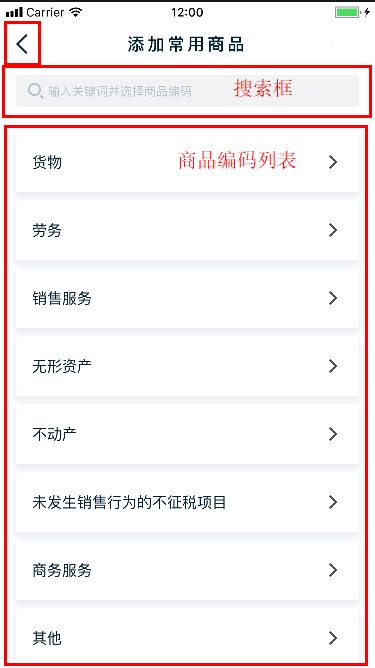 Carrier 12:00
添加常用商品
输入关键词并选择商品编码 搜索框
货物 商品编码列表
劳务
销售服务
无形资产
不动产
未发生销售行为的不征税项目
商务服务
其他